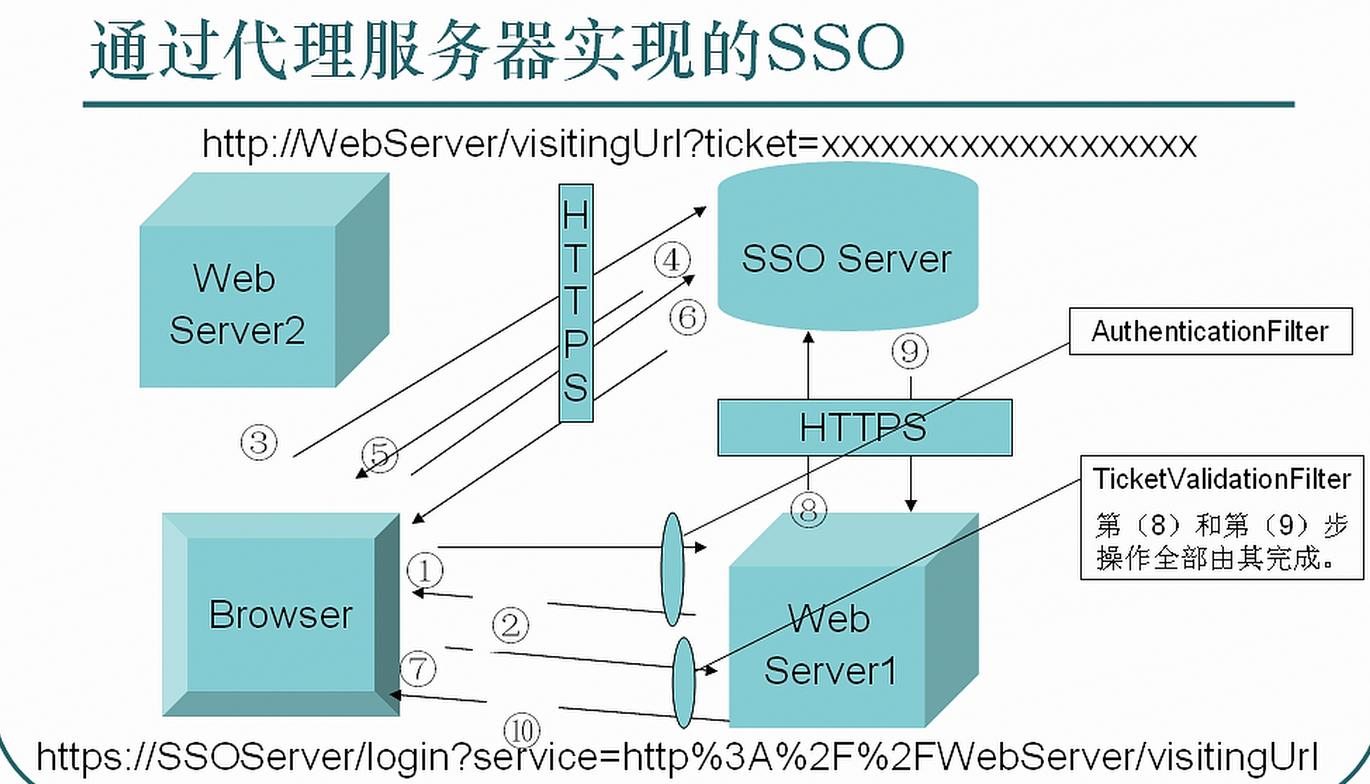 通过代理服务器实现的SSO
http://WebServer/visitingUrl?ticket=xxxxxxxxxxxxxxxxxxx
Web
Server2
H
T
T
P
S
④
SSO Server
⑥
⑨
AuthenticationFilter
③
⑤
HTTPS
TicketValidationFilter
第（8）和第（9）步
操作全部由其完成。
⑧
①
Browser
②
Web
Server1
⑦
⑩
https://SSOServer/login?service=http%3A%2F%2FWebServer/visitingUrl